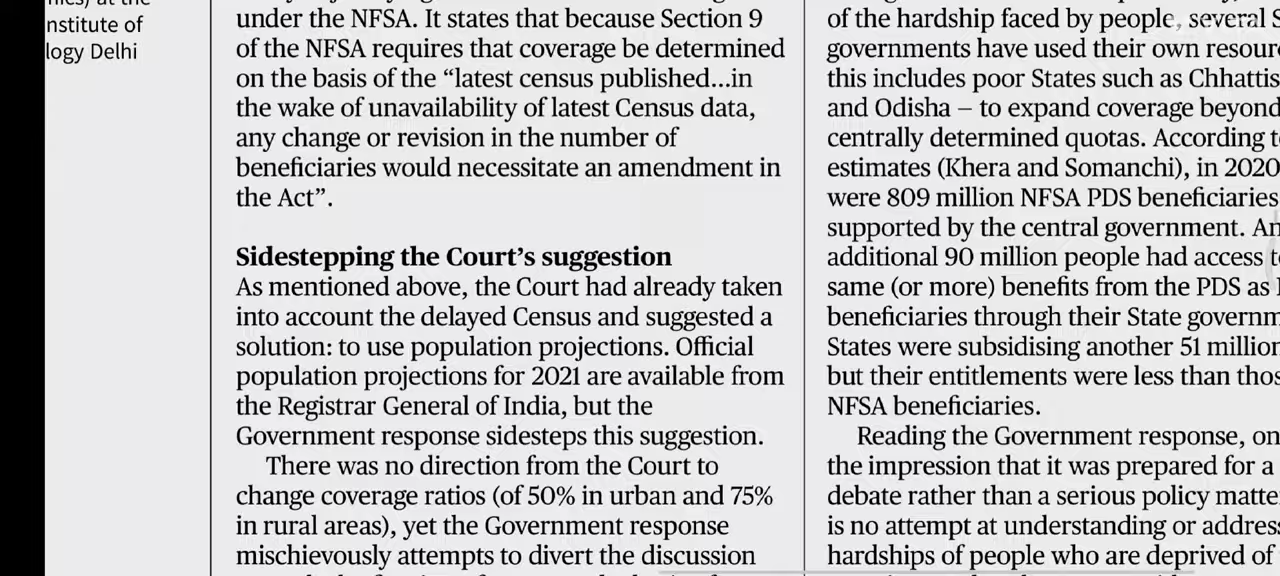 nstitute of
logy Delhi
under the NFSA. It states that because Section 9
of the NFSA requires that coverage be determined
on the basis of the “latest census published...in
the wake of unavailability of latest Census data,
any change or revision in the number of
beneficiaries would necessitate an amendment in
the Act”.
Sidestepping the Court’s suggestion
As mentioned above, the Court had already taken
into account the delayed Census and suggested a
solution: to use population projections. Official
population projections for 2021 are available from
the Registrar General of India, but the
Government response sidesteps this suggestion.
There was no direction from the Court to
change coverage ratios (of 50% in urban and 75%
in rural areas), yet the Government response
mischievously attempts to divert the discussion
of the hardship faced by people, several S
governments have used their own resour
this includes poor States such as Chhattis
and Odisha – to expand coverage beyond
centrally determined quotas. According t
estimates (Khera and Somanchi), in 2020
were 809 million NFSA PDS beneficiaries
supported by the central government. An
additional 90 million people had access t
same (or more) benefits from the PDS as
beneficiaries through their State governm
States were subsidising another 51 million
but their entitlements were less than thos
NFSA beneficiaries.
Reading the Government response, on
the impression that it was prepared for a
debate rather than a serious policy matte
is no attempt at understanding or address
hardships of people who are deprived of